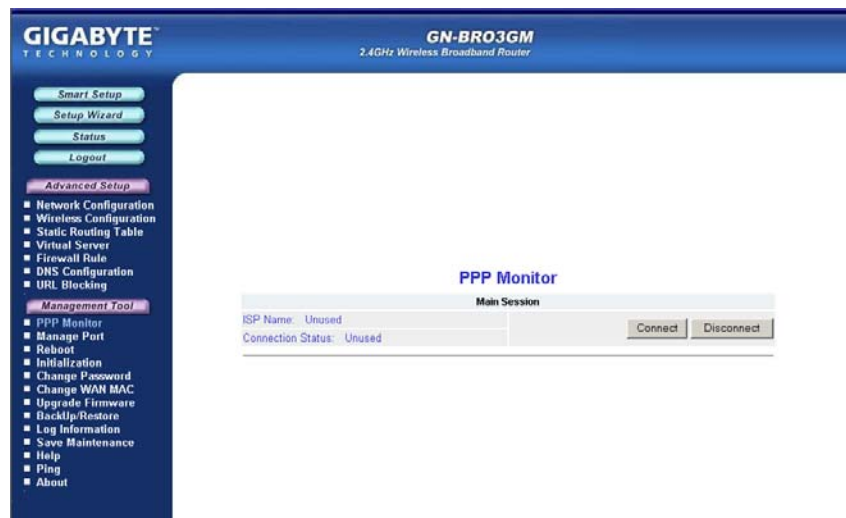 GIGABYTE™
TECHNOLOGY
GN-BR03GM
2.4GHz Wireless Broadband Router
Smart Setup
Setup Wizard
Status
Logout
Advanced Setup
Network Configuration
Wireless Configuration
Static Routing Table
Virtual Server
Firewall Rule
DNS Configuration
URL Blocking
Management Tool
PPP Monitor
Manage Port
Reboot
Initialization
Change Password
Change WAN MAC
Upgrade Firmware
BackUp/Restore
Log Information
Save Maintenance
Help
Ping
About
PPP Monitor
Main Session
ISP Name: Unused
Connection Status: Unused
Connect Disconnect